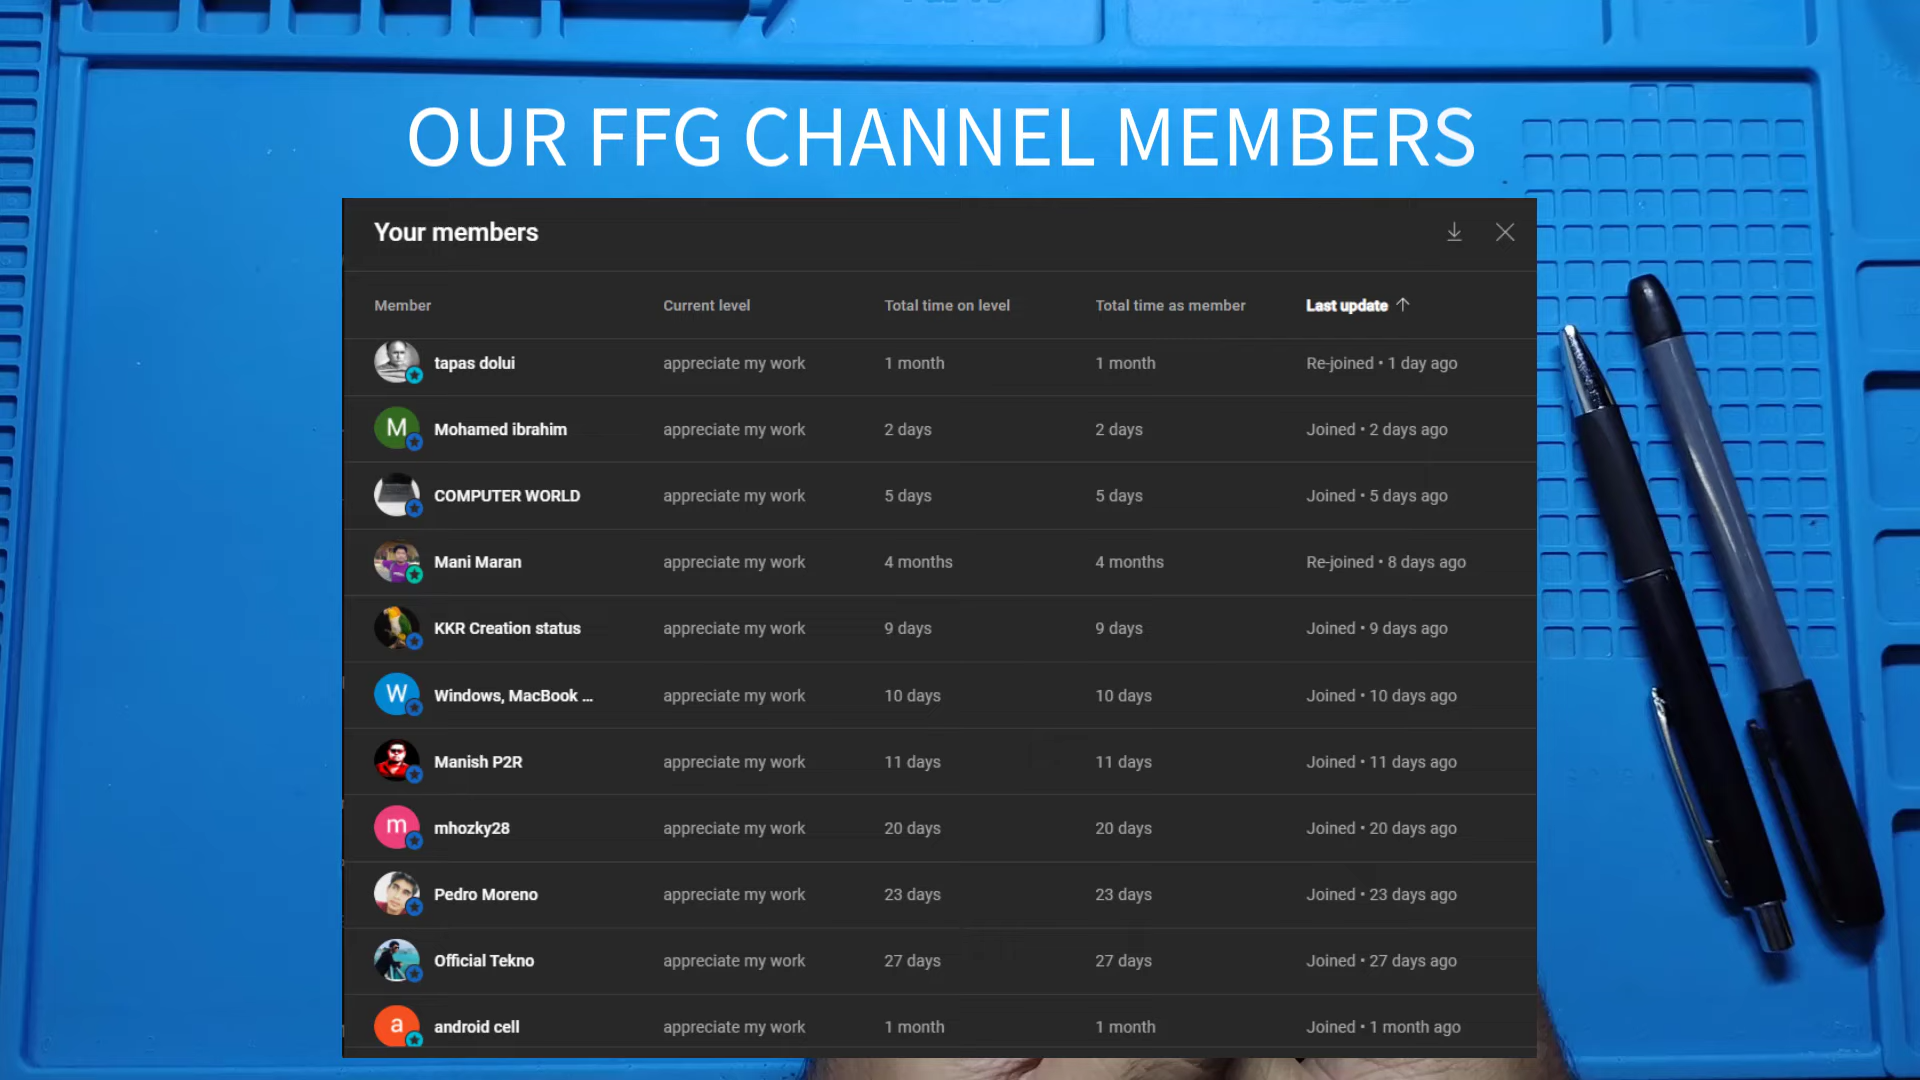 OUR FFG CHANNEL MEMBERS
Your members
Member Current level Total time on level Total time as member Last update
tapas dolui appreciate my work 1 month 1 month Re-joined • 1 day ago
M Mohamed ibrahim appreciate my work 2 days 2 days Joined • 2 days ago
COMPUTER WORLD appreciate my work 5 days 5 days Joined • 5 days ago
Mani Maran appreciate my work 4 months 4 months Re-joined • 8 days ago
KKR Creation status appreciate my work 9 days 9 days Joined • 9 days ago
W Windows, MacBook ... appreciate my work 10 days 10 days Joined • 10 days ago
Manish P2R appreciate my work 11 days 11 days Joined • 11 days ago
m mhozky28 appreciate my work 20 days 20 days Joined • 20 days ago
Pedro Moreno appreciate my work 23 days 23 days Joined • 23 days ago
Official Tekno appreciate my work 27 days 27 days Joined • 27 days ago
a android cell appreciate my work 1 month 1 month Joined • 1 month ago